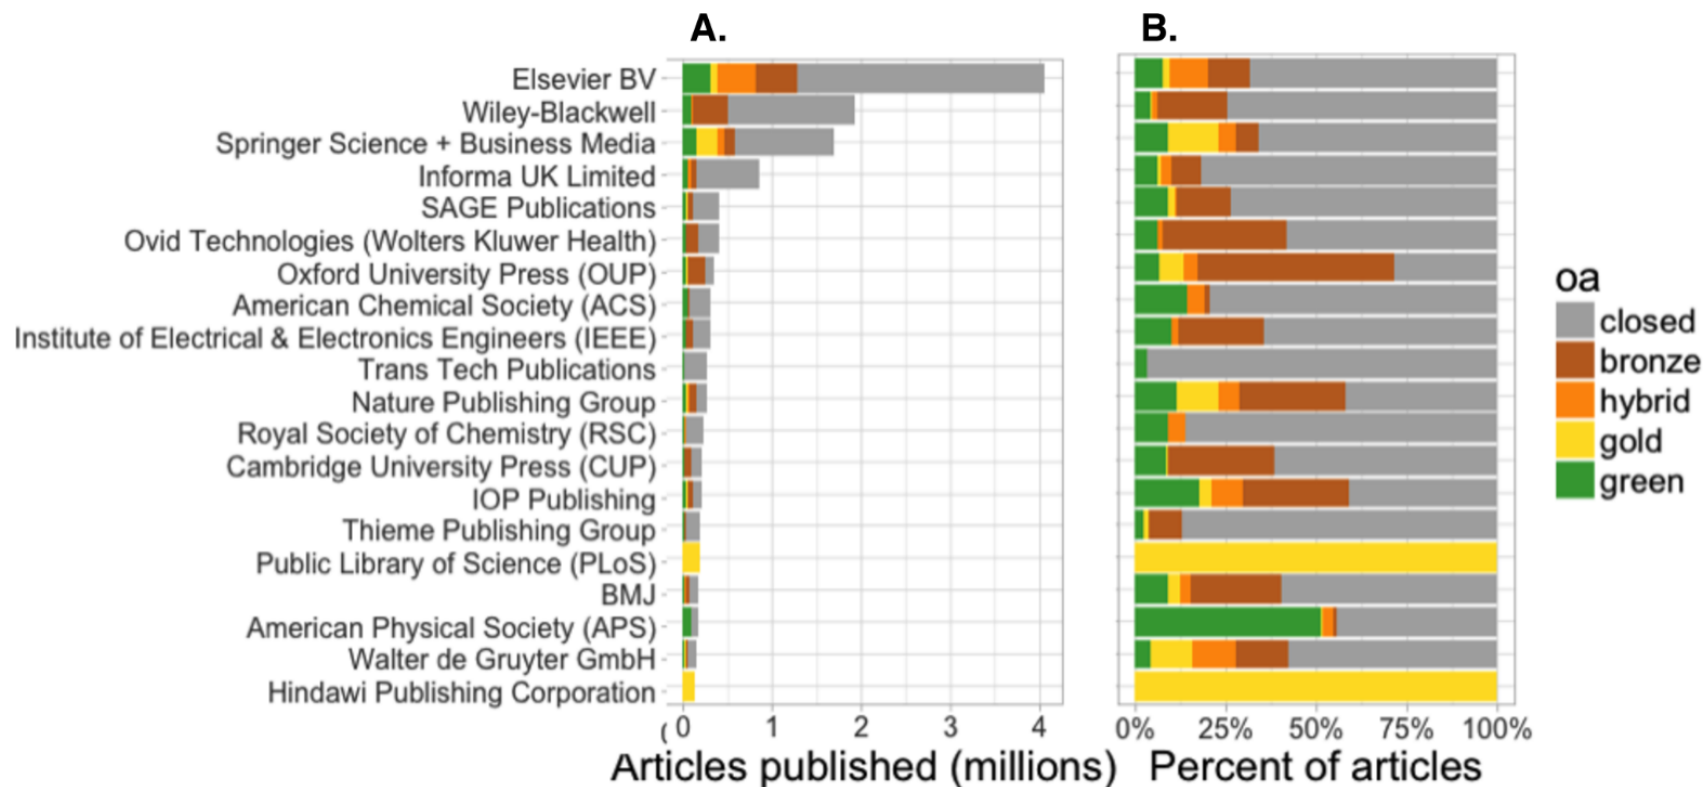 A. B.
Elsevier BV
Wiley-Blackwell
Springer Science + Business Media
Informa UK Limited
SAGE Publications
Ovid Technologies (Wolters Kluwer Health)
Oxford University Press (OUP)
American Chemical Society (ACS)
Institute of Electrical & Electronics Engineers (IEEE)
Trans Tech Publications
Nature Publishing Group
Royal Society of Chemistry (RSC)
Cambridge University Press (CUP)
IOP Publishing
Thieme Publishing Group
Public Library of Science (PLoS)
BMJ
American Physical Society (APS)
Walter de Gruyter GmbH
Hindawi Publishing Corporation
0 1 2 3 4
Articles published (millions)
0% 25% 50% 75% 100%
Percent of articles
oa
closed
bronze
hybrid
gold
green